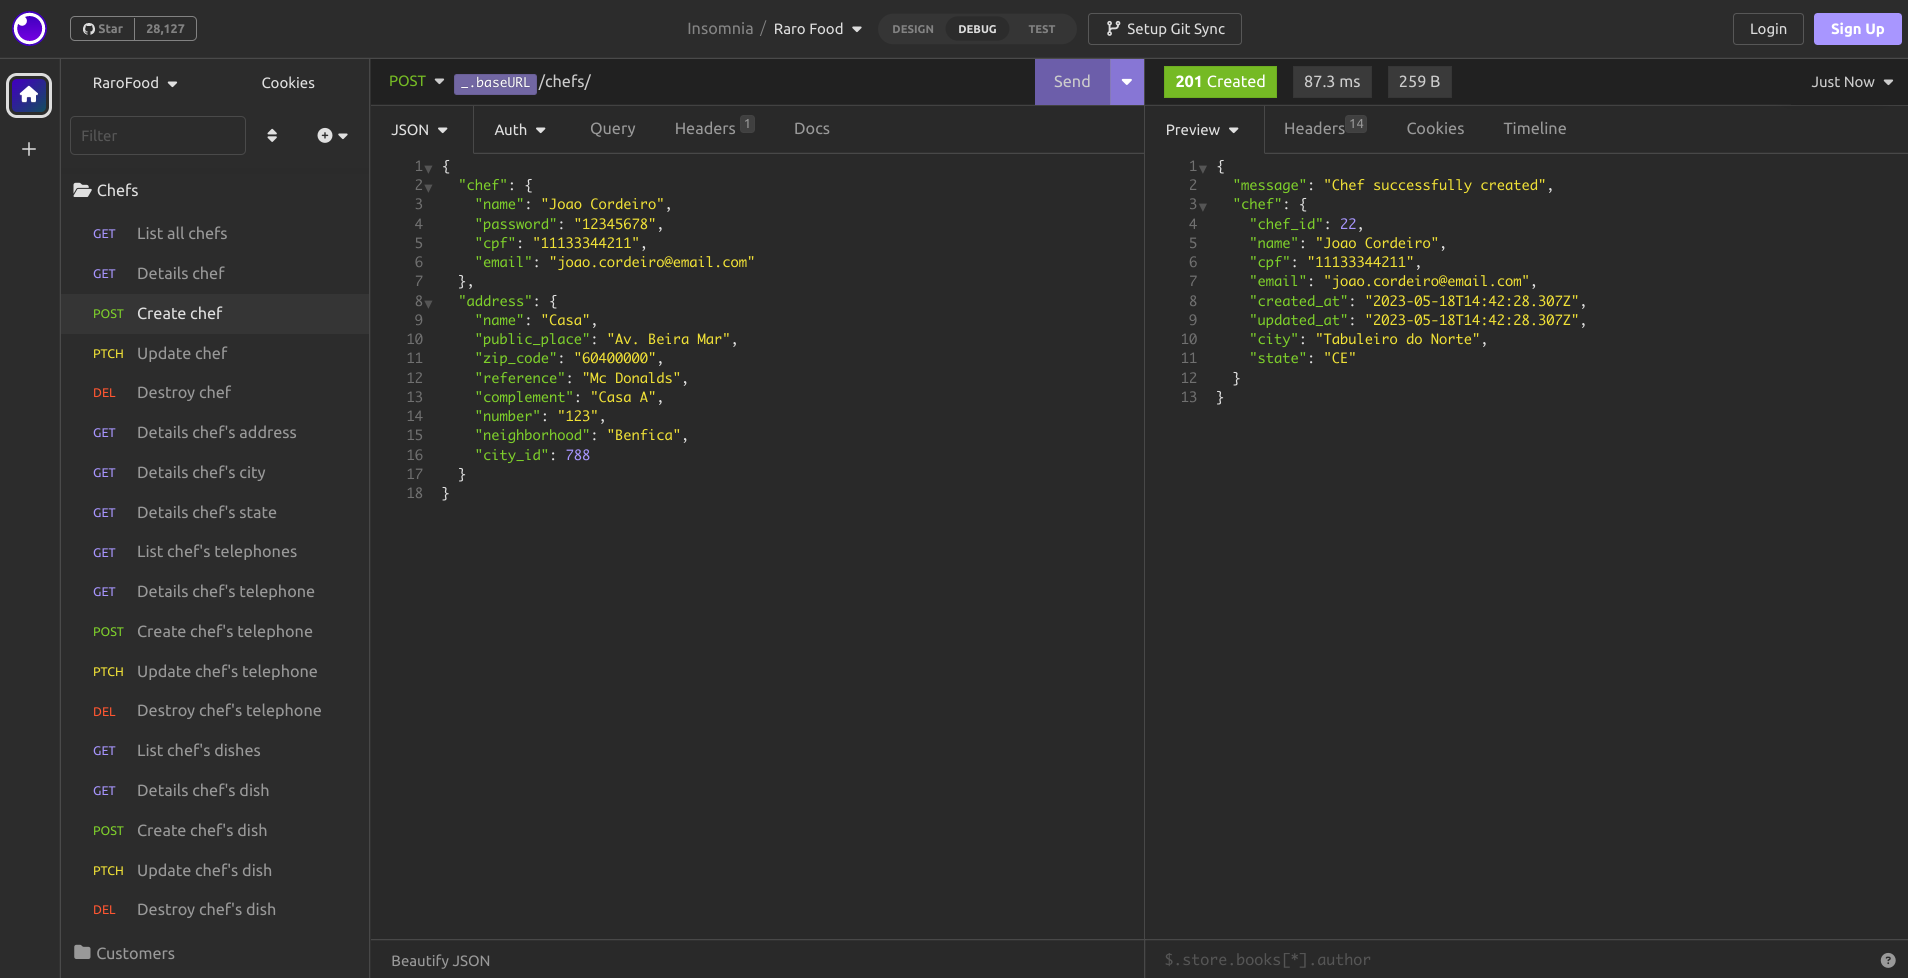 Star 28,127
Insomnia / Raro Food
DESIGN DEBUG TEST
Setup Git Sync
Login
Sign Up
RaroFood
Cookies
Filter
Chefs
GET List all chefs
GET Details chef
POST Create chef
PTCH Update chef
DEL Destroy chef
GET Details chef's address
GET Details chef's city
GET Details chef's state
GET List chef's telephones
GET Details chef's telephone
POST Create chef's telephone
PTCH Update chef's telephone
DEL Destroy chef's telephone
GET List chef's dishes
GET Details chef's dish
POST Create chef's dish
PTCH Update chef's dish
DEL Destroy chef's dish
Customers
POST _.baseURL/chefs/
Send
JSON Auth Query Headers 1 Docs
1 {
2 "chef": {
3 "name": "Joao Cordeiro",
4 "password": "12345678",
5 "cpf": "11133344211",
6 "email": "joao.cordeiro@email.com"
7 },
8 "address": {
9 "name": "Casa",
10 "public_place": "Av. Beira Mar",
11 "zip_code": "60400000",
12 "reference": "Mc Donalds",
13 "complement": "Casa A",
14 "number": "123",
15 "neighborhood": "Benfica",
16 "city_id": 788
17 }
18 }
Beautify JSON
201 Created 87.3 ms 259 B
Just Now
Preview Headers 14 Cookies Timeline
1 {
2 "message": "Chef successfully created",
3 "chef": {
4 "chef_id": 22,
5 "name": "Joao Cordeiro",
6 "cpf": "11133344211",
7 "email": "joao.cordeiro@email.com",
8 "created_at": "2023-05-18T14:42:28.307Z",
9 "updated_at": "2023-05-18T14:42:28.307Z",
10 "city": "Tabuleiro do Norte",
11 "state": "CE"
12 }
13 }
$.store.books[*].author
?